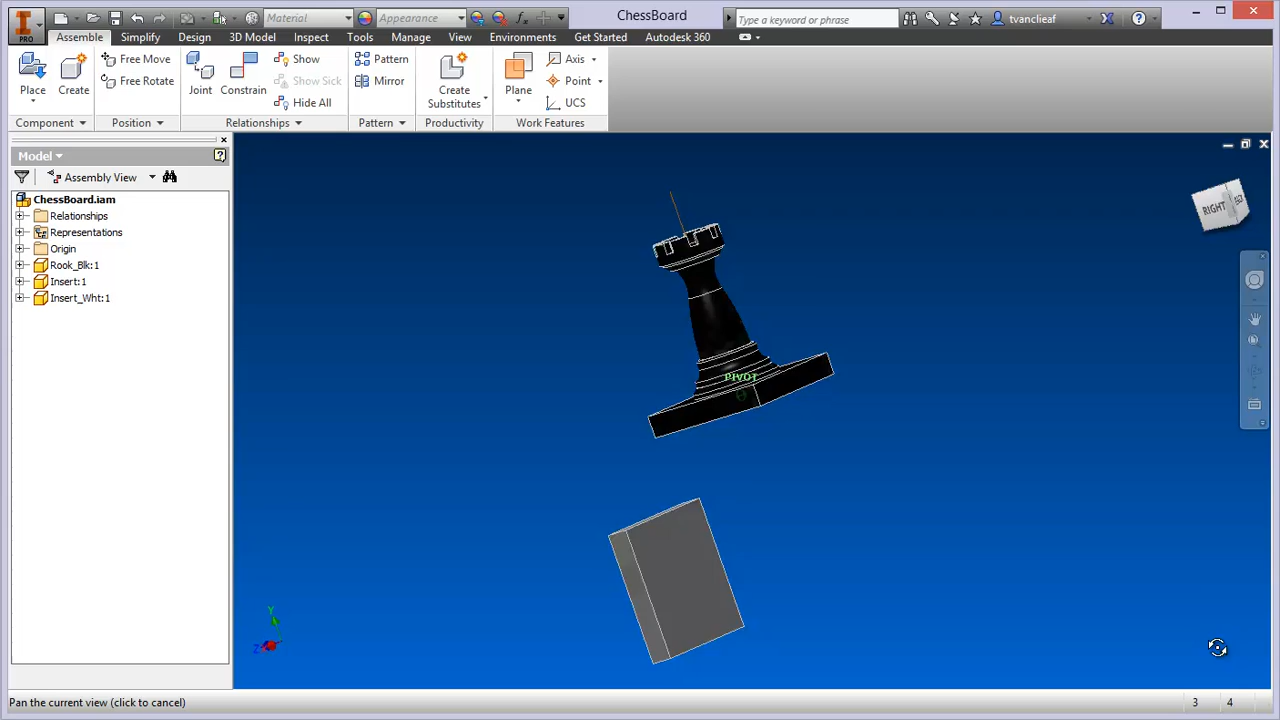 PRO
Material
Appearance
ChessBoard
Type a keyword or phrase
tvanclieaf
Assemble
Simplify
Design
3D Model
Inspect
Tools
Manage
View
Environments
Get Started
Autodesk 360
Place
Create
Free Move
Free Rotate
Joint
Constrain
Show
Show Sick
Hide All
Pattern
Mirror
Create
Substitutes
Plane
Axis
Point
UCS
Component
Position
Relationships
Pattern
Productivity
Work Features
Model
Assembly View
ChessBoard.iam
Relationships
Representations
Origin
Rook_Blk:1
Insert:1
Insert_Wht:1
RIGHT
PIVOT
Y
Z
Pan the current view (click to cancel)
3
4